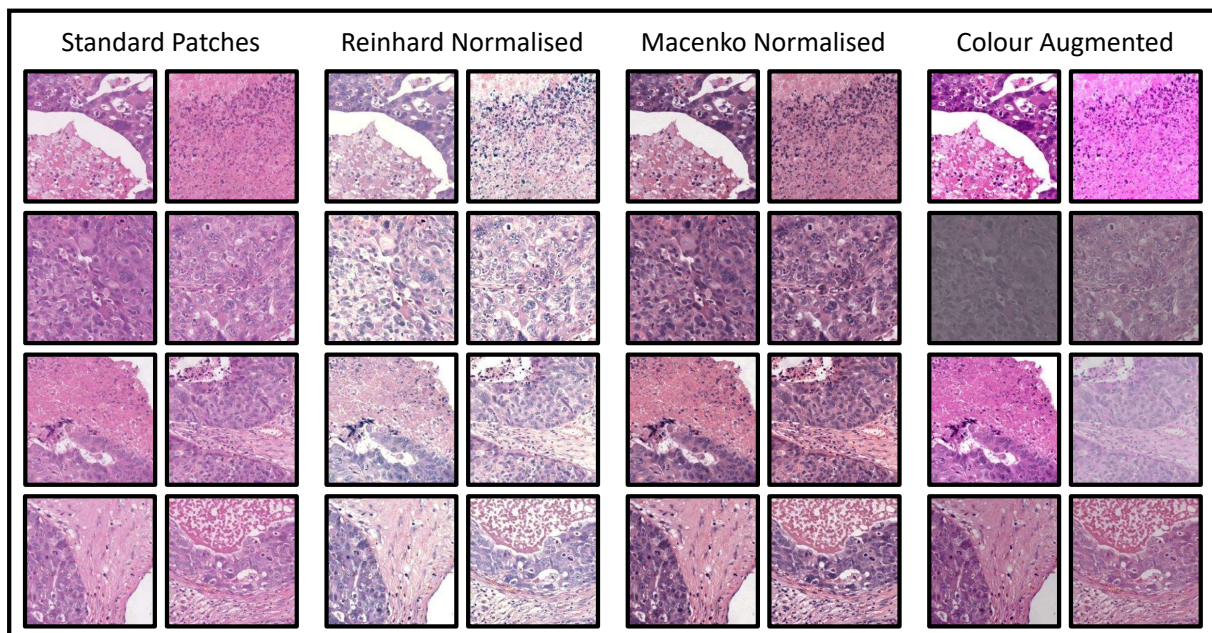 Standard Patches
Reinhard Normalised
Macenko Normalised
Colour Augmented